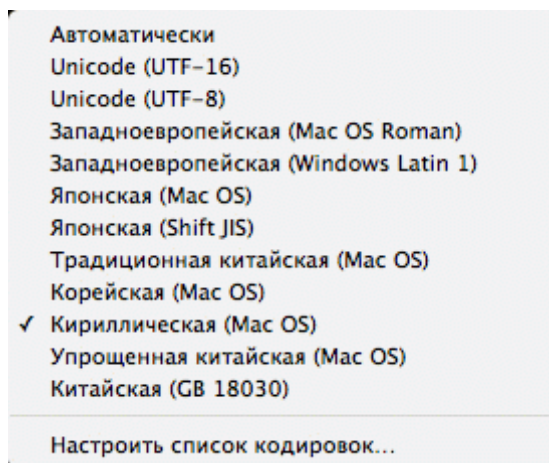 Автоматически
Unicode (UTF-16)
Unicode (UTF-8)
Западноевропейская (Mac OS Roman)
Западноевропейская (Windows Latin 1)
Японская (Mac OS)
Японская (Shift JIS)
Традиционная китайская (Mac OS)
Корейская (Mac OS)
✓ Кириллическая (Mac OS)
Упрощенная китайская (Mac OS)
Китайская (GB 18030)
Настроить список кодировок...